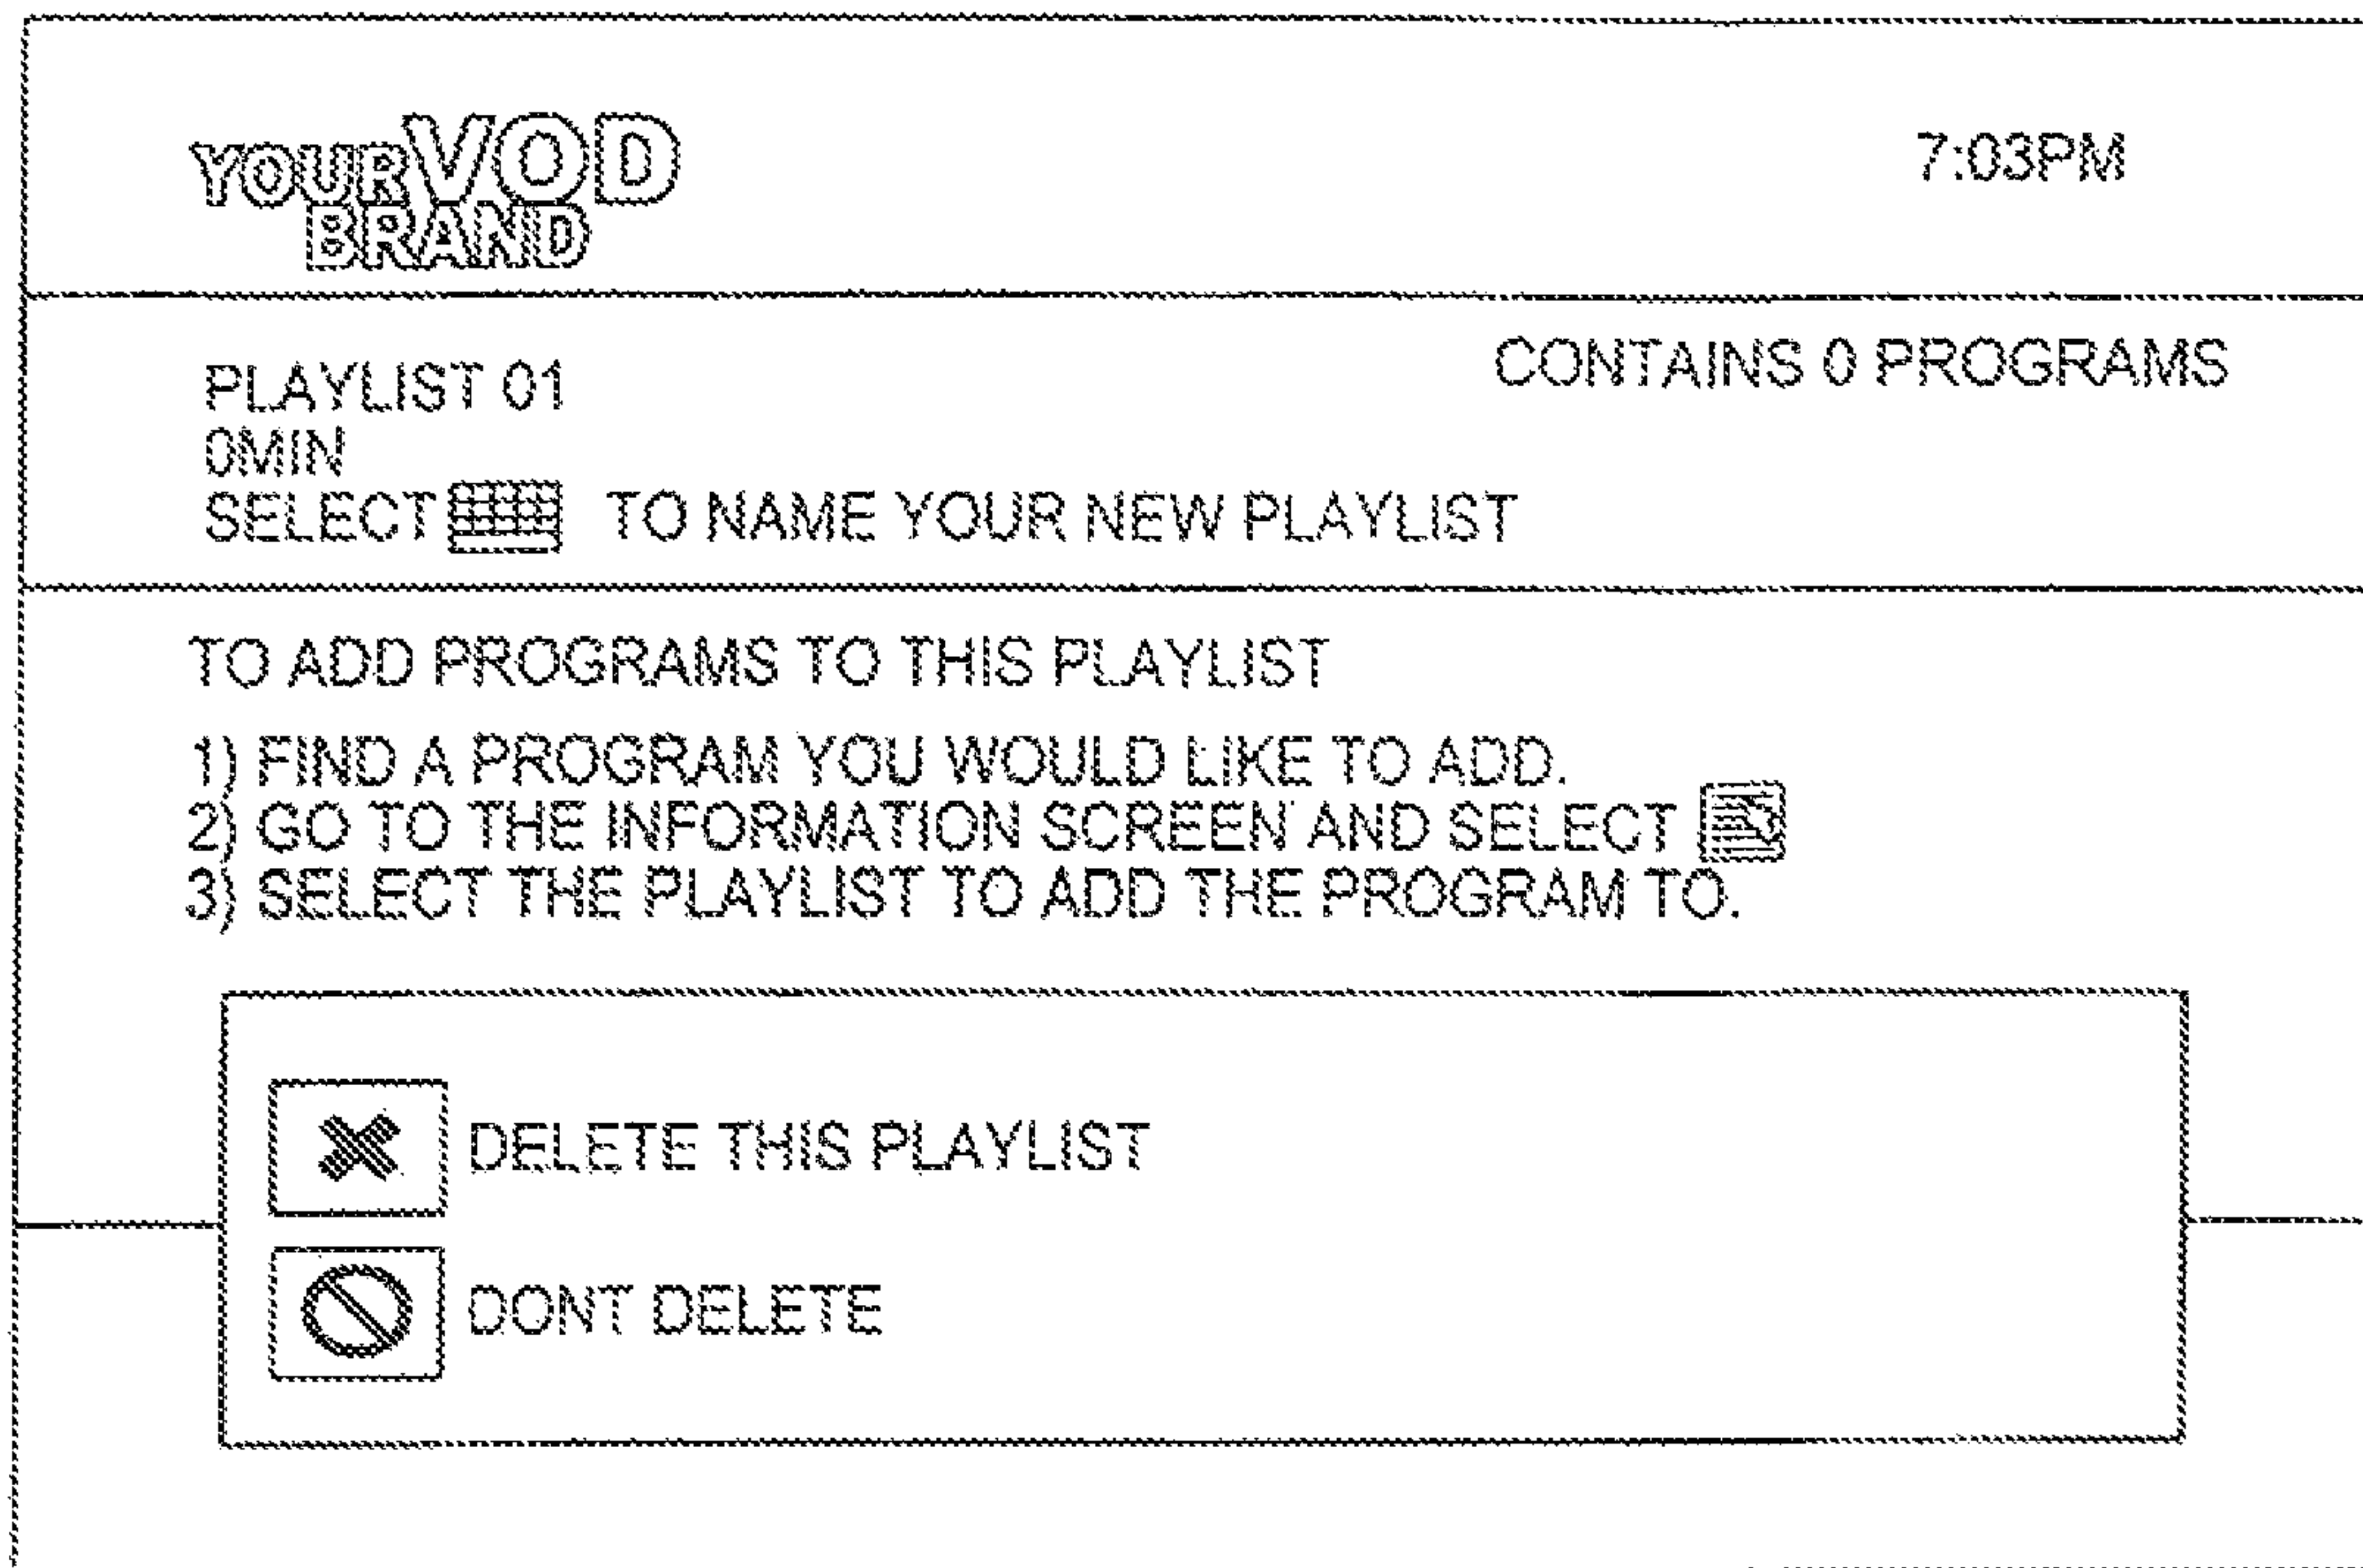 YOUR VOD
BRAND
7:03PM
PLAYLIST 01
CONTAINS 0 PROGRAMS
0MIN
SELECT TO NAME YOUR NEW PLAYLIST
TO ADD PROGRAMS TO THIS PLAYLIST
1) FIND A PROGRAM YOU WOULD LIKE TO ADD.
2) GO TO THE INFORMATION SCREEN AND SELECT
3) SELECT THE PLAYLIST TO ADD THE PROGRAM TO.
DELETE THIS PLAYLIST
DONT DELETE